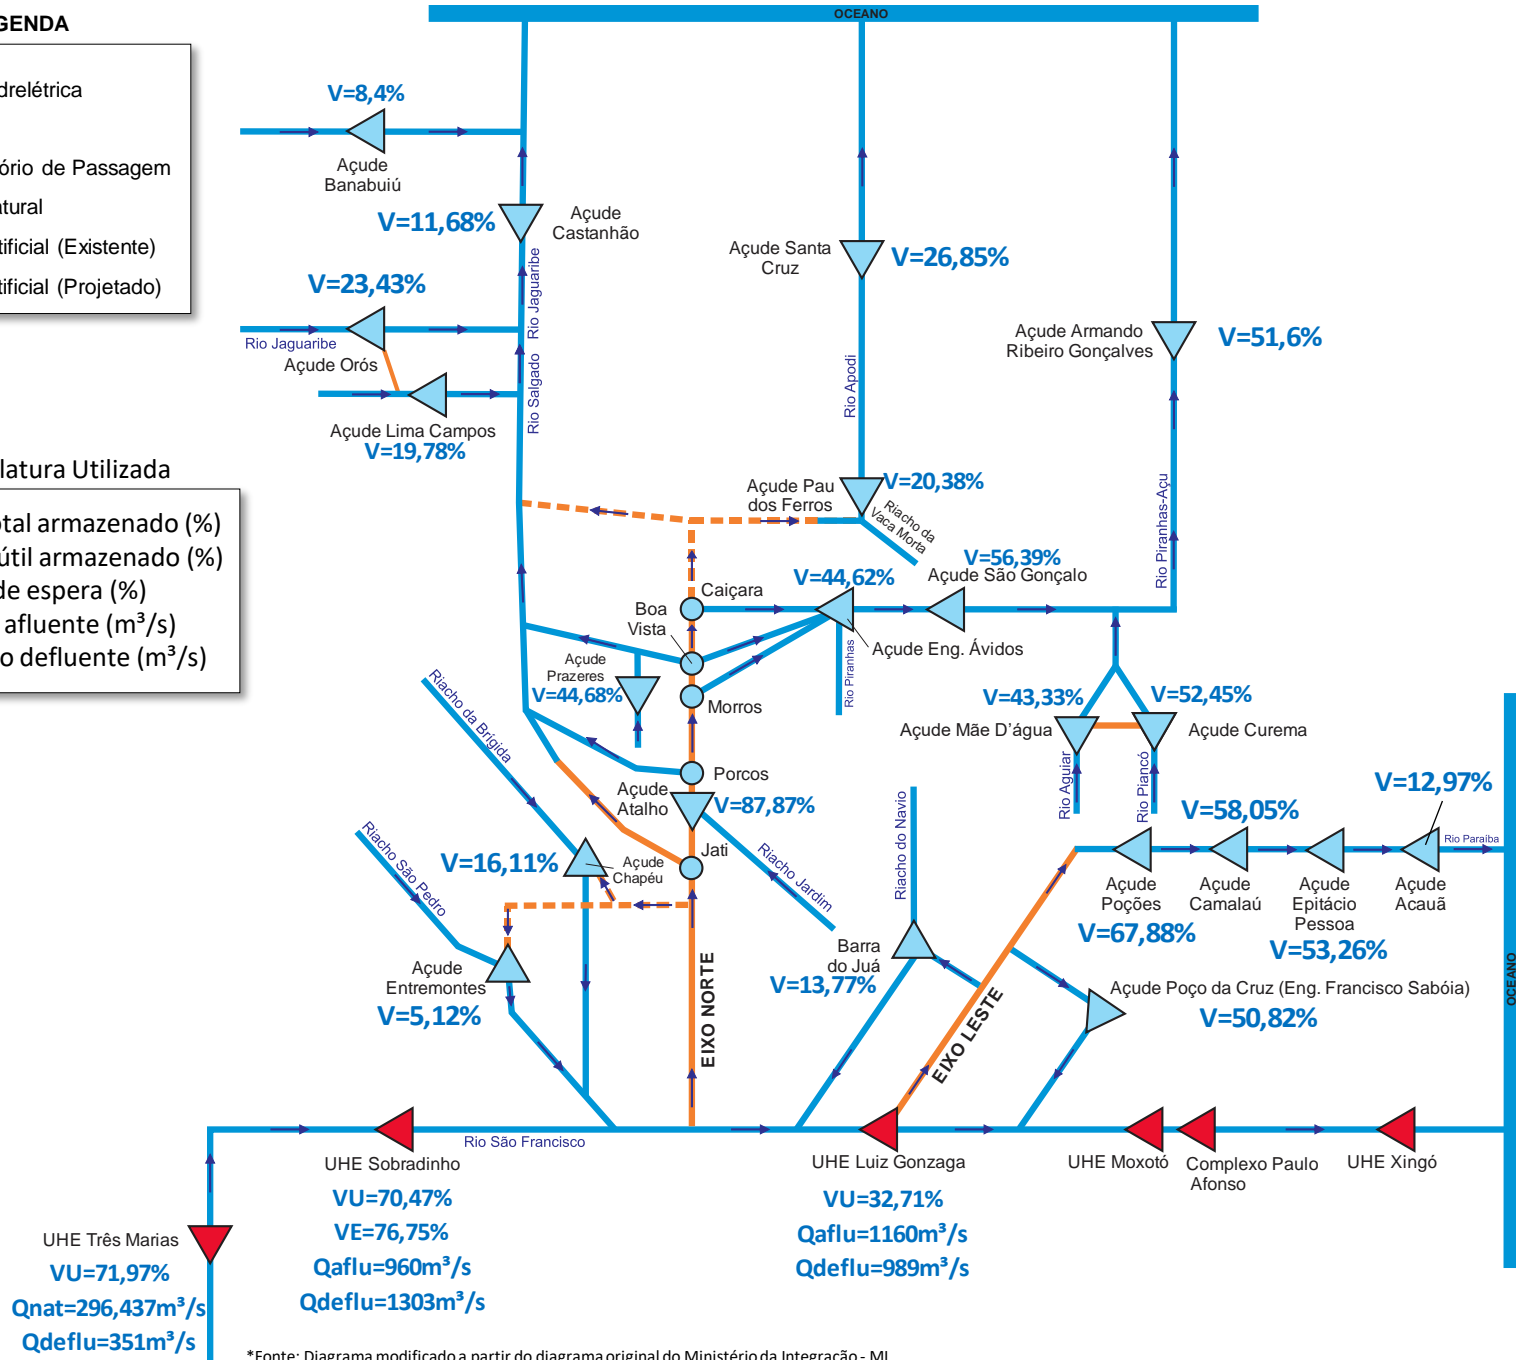 OCEANO
GENDA
drelétrica
ório de Passagem
atural
tificial (Existente)
tificial (Projetado)
V=8,4%
Açude
Banabuiú
V=11,68%
Açude
Castanhão
V=23,43%
Rio Jaguaribe
Açude Orós
Rio Jaguaribe
Rio Salgado
Açude Lima Campos
V=19,78%
Açude Santa
Cruz
V=26,85%
Rio Apodi
Açude Armando
Ribeiro Gonçalves
V=51,6%
Rio Piranhas-Açu
latura Utilizada
otal armazenado (%)
útil armazenado (%)
de espera (%)
afluente (m³/s)
o defluente (m³/s)
Açude Pau
dos Ferros
V=20,38%
Riacho da
Vaca Morta
V=56,39%
Açude São Gonçalo
V=44,62%
Caiçara
Boa
Vista
Açude Eng. Ávidos
Rio Piranhas
Açude
Prazeres
V=44,68%
Morros
Riacho da Brígida
Porcos
Açude
Atalho
V=87,87%
Jati
Riacho Jardim
V=43,33%
V=52,45%
Açude Mãe D'água
Açude Curema
Rio Aguiar
Rio Piancó
V=12,97%
V=58,05%
Rio Paraíba
Açude
Poções
Açude
Camalaú
Açude
Epitácio
Pessoa
Açude
Acauã
V=67,88%
V=53,26%
Riacho São Pedro
V=16,11%
Açude
Chapéu
Açude
Entremontes
V=5,12%
EIXO NORTE
Riacho do Navio
Barra
do Juá
V=13,77%
EIXO LESTE
Açude Poço da Cruz (Eng. Francisco Sabóia)
V=50,82%
OCEANO
Rio São Francisco
UHE Sobradinho
VU=70,47%
VE=76,75%
Qaflu=960m³/s
Qdeflu=1303m³/s
UHE Luiz Gonzaga
VU=32,71%
Qaflu=1160m³/s
Qdeflu=989m³/s
UHE Moxotó
Complexo Paulo
Afonso
UHE Xingó
UHE Três Marias
VU=71,97%
Qnat=296,437m³/s
Qdeflu=351m³/s
*Fonte: Diagrama modificado a partir do diagrama original do Ministério da Integração - MI